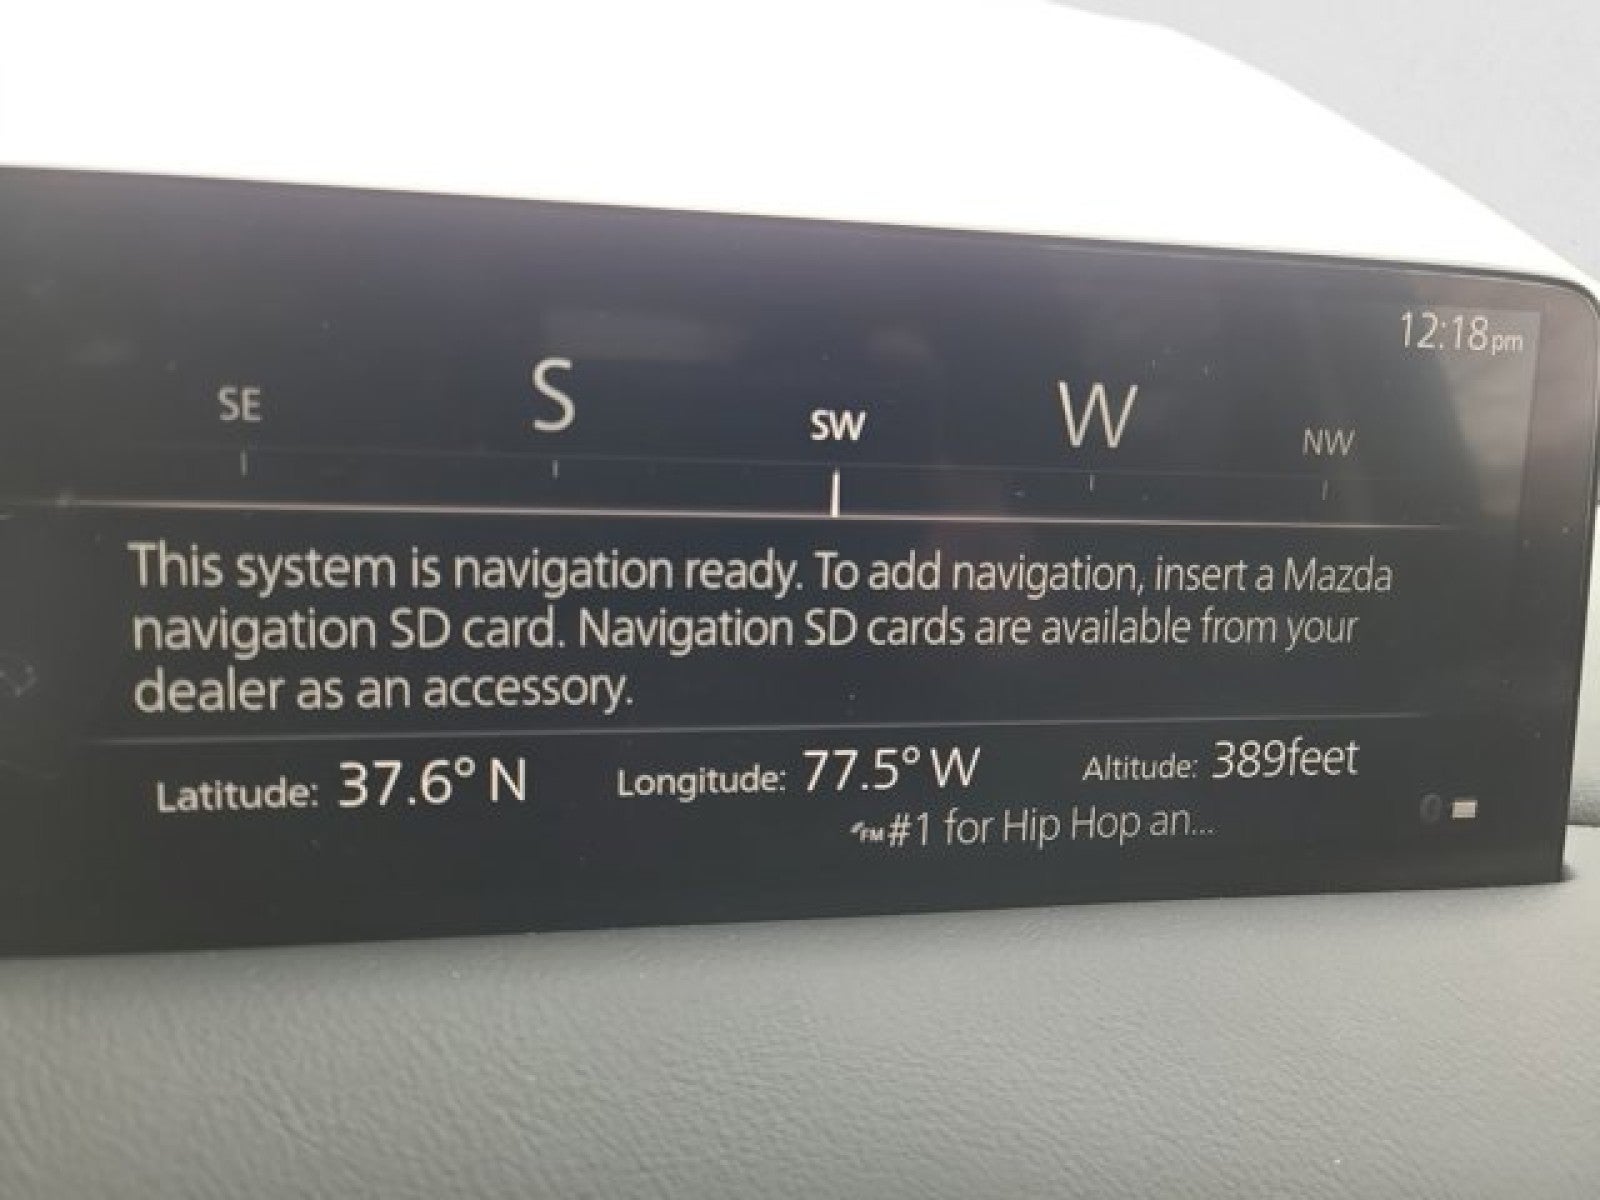 12:18pm
SE S SW W NW
This system is navigation ready. To add navigation, insert a Mazda
navigation SD card. Navigation SD cards are available from your
dealer as an accessory.
Latitude: 37.6° N Longitude: 77.5° W Altitude: 389feet
FM #1 for Hip Hop an...